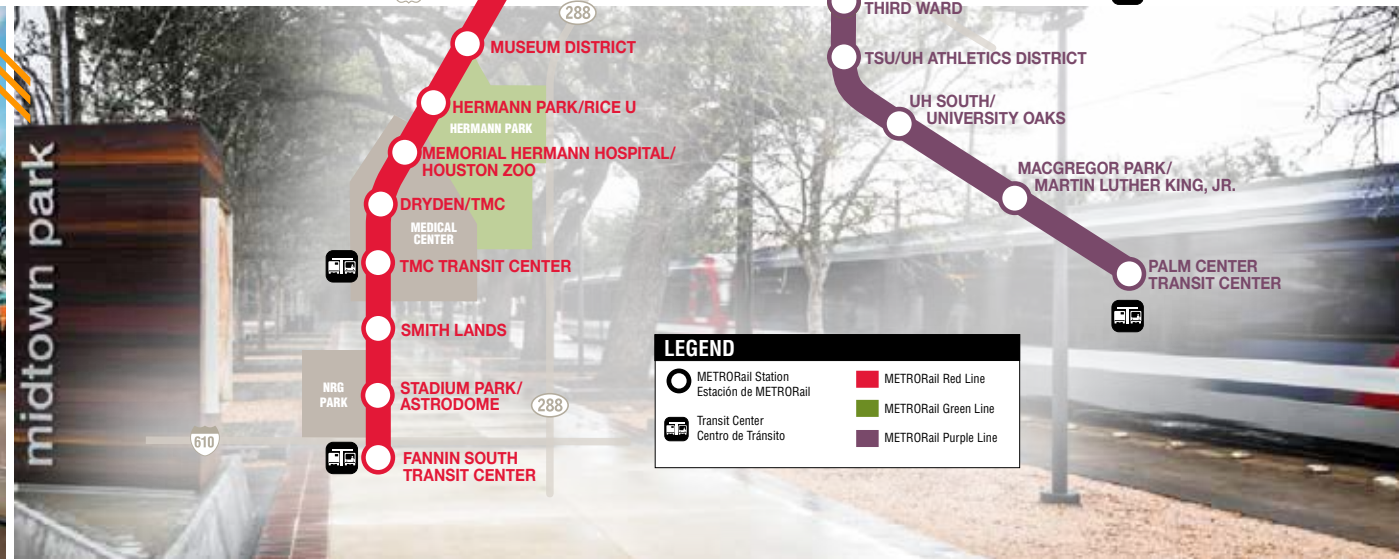 midtown park
288
MUSEUM DISTRICT
HERMANN PARK/RICE U
HERMANN PARK
MEMORIAL HERMANN HOSPITAL/
HOUSTON ZOO
DRYDEN/TMC
MEDICAL
CENTER
TMC TRANSIT CENTER
SMITH LANDS
NRG
PARK
STADIUM PARK/
ASTRODOME
288
610
FANNIN SOUTH
TRANSIT CENTER
THIRD WARD
TSU/UH ATHLETICS DISTRICT
UH SOUTH/
UNIVERSITY OAKS
MACGREGOR PARK/
MARTIN LUTHER KING, JR.
PALM CENTER
TRANSIT CENTER
LEGEND
METRORail Station
Estación de METRORail
Transit Center
Centro de Tránsito
METRORail Red Line
METRORail Green Line
METRORail Purple Line